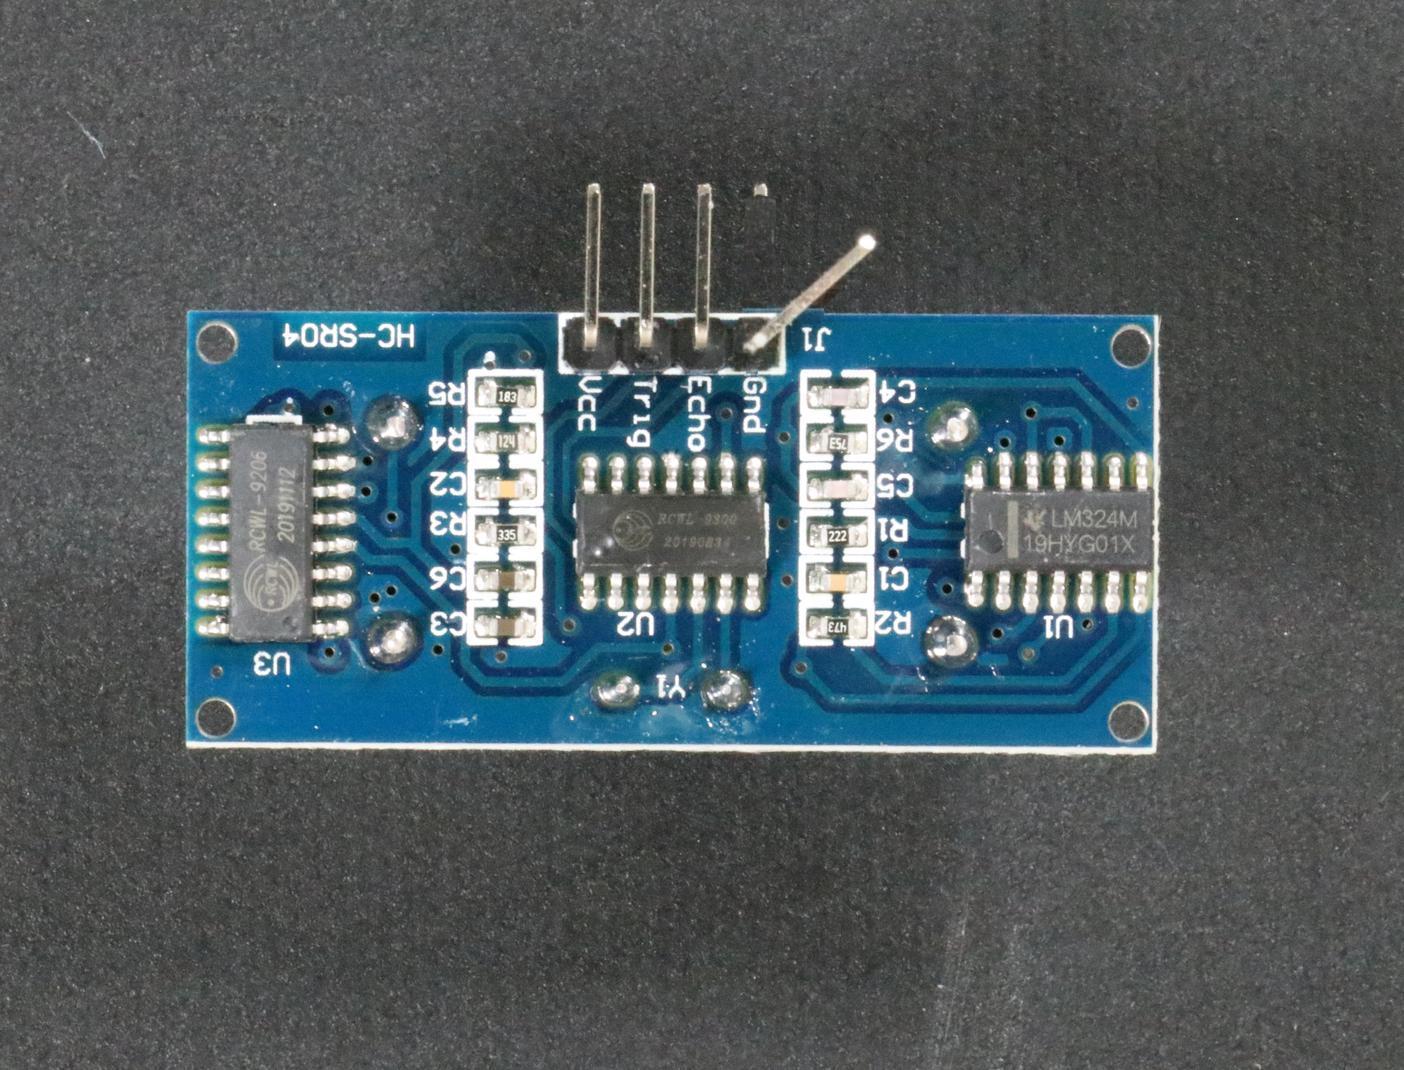 HC-SR04
J1
Vcc
Trig
Echo
Gnd
R5
183
R4
124
C2
R3
335
C6
C3
C4
R6
753
C5
R1
222
C1
R2
473
RCWL-9206
20191112
RCWL
U3
RCWL-9300
U2
LM324M
19HYG01X
U1
Y1